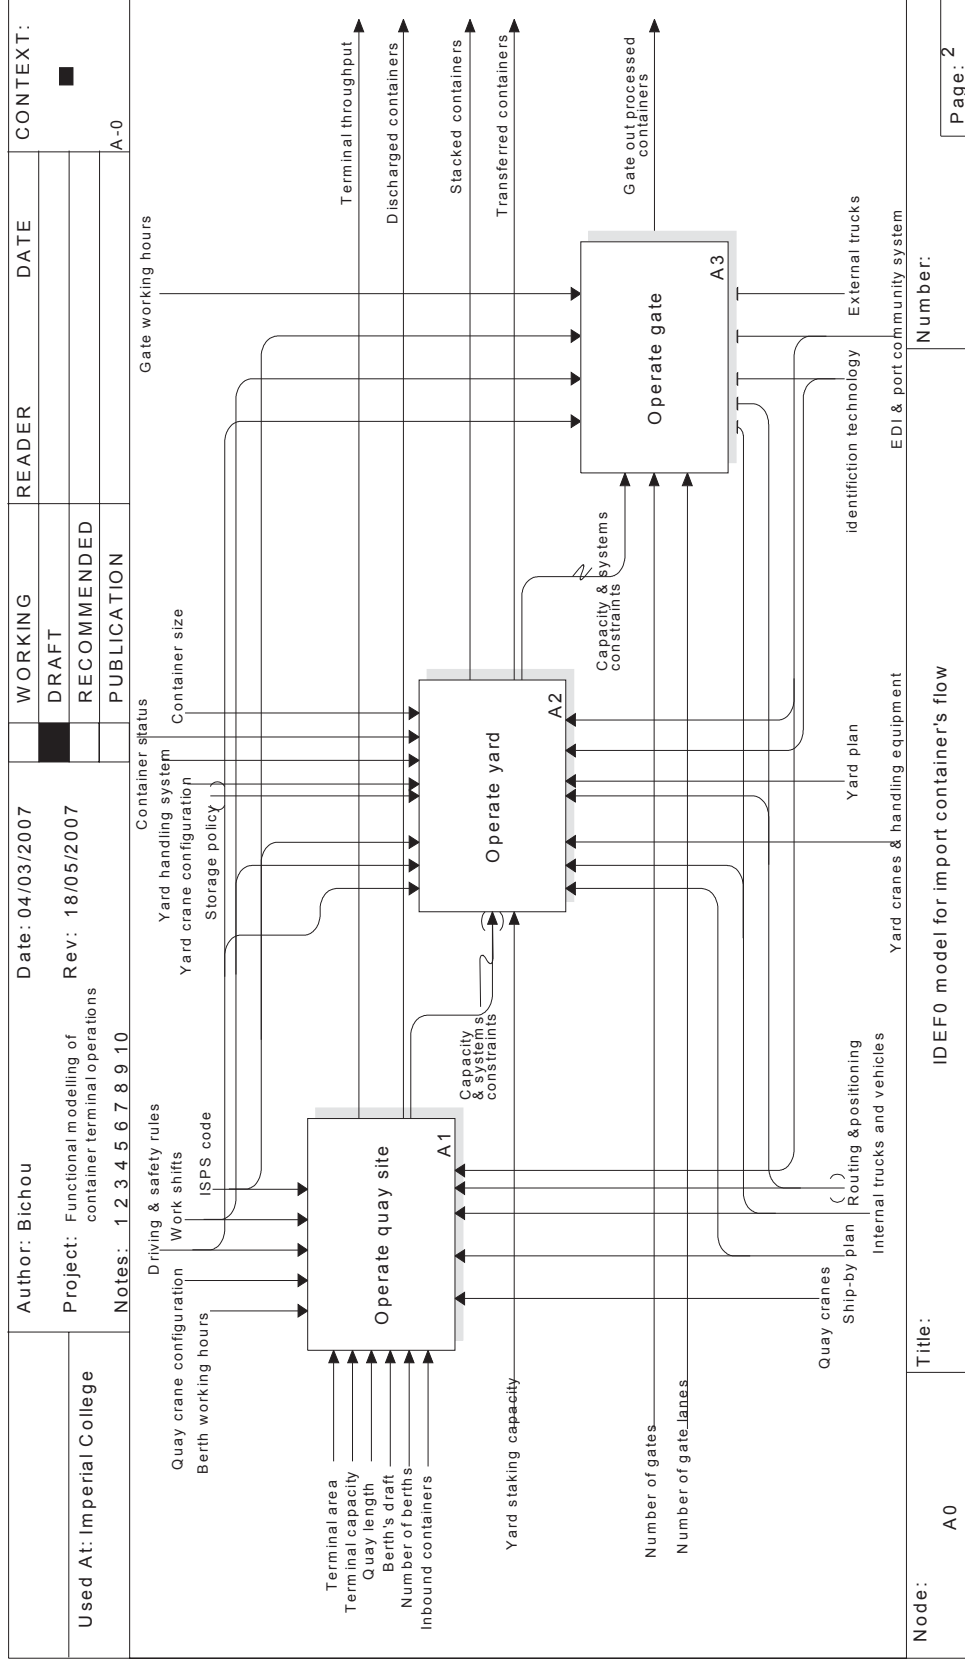 Used At: Imperial College
Author: Bichou
Date: 04/03/2007
Project: Functional modelling of
container terminal operations
Rev: 18/05/2007
Notes: 1 2 3 4 5 6 7 8 9 10
WORKING
DRAFT
RECOMMENDED
PUBLICATION
READER
DATE
CONTEXT:
A-0
Quay crane configuration
Berth working hours
Driving & safety rules
Work shifts
ISPS code
Container status
Yard handling system
Yard crane configuration
Storage policy
Container size
Gate working hours
Terminal area
Terminal capacity
Quay length
Berth's draft
Number of berths
Inbound containers
Operate quay site
A1
Terminal throughput
Discharged containers
Capacity
& systems
constraints
Yard staking capacity
Operate yard
A2
Stacked containers
Transferred containers
Capacity & systems
constraints
Number of gates
Number of gate lanes
Operate gate
A3
Gate out processed
containers
Quay cranes
Ship-by plan
Routing &positioning
Internal trucks and vehicles
Yard plan
Yard cranes & handling equipment
identifiction technology
External trucks
EDI & port community system
Node:
A0
Title:
IDEF0 model for import container's flow
Number:
Page: 2